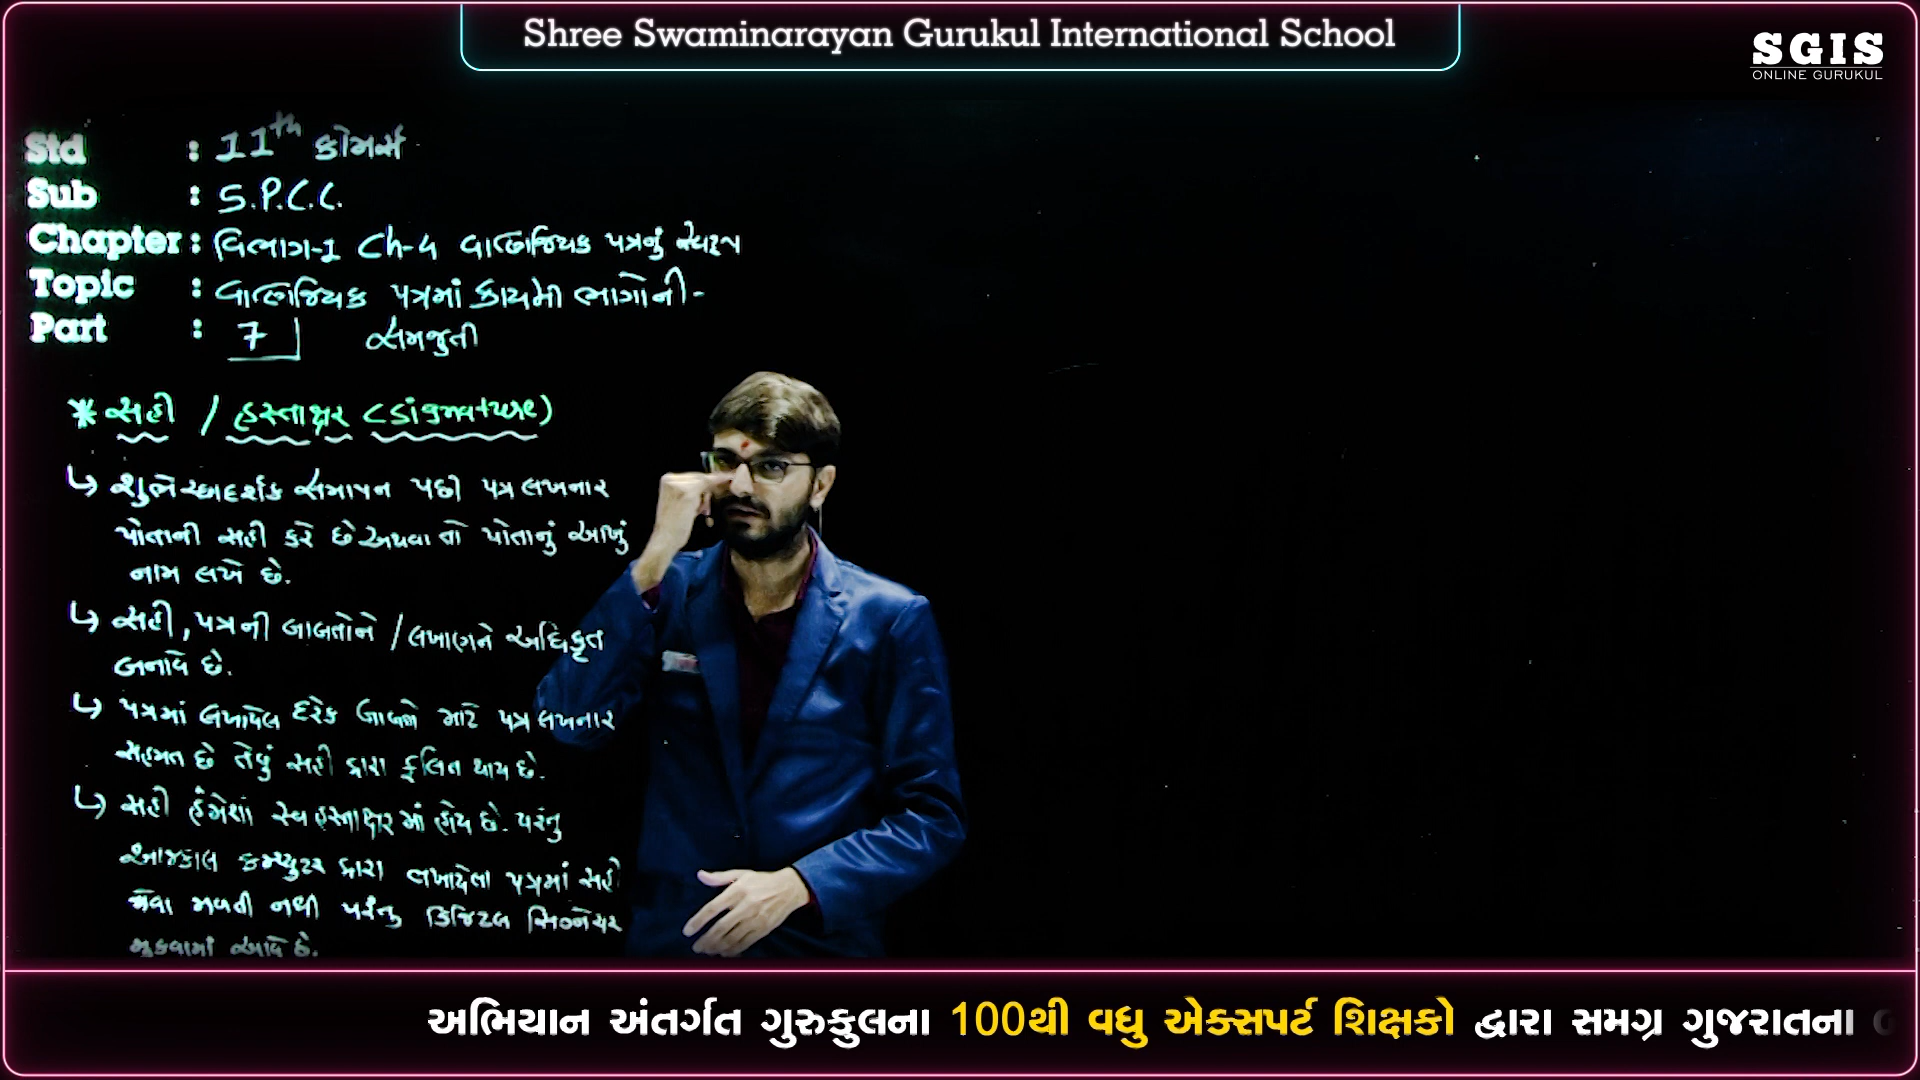 Shree Swaminarayan Gurukul International School
SGIS
ONLINE GURUKUL
Std : 11th કોમર્સ
Sub : S.P.C.C.
Chapter : વિભાગ-1 Ch-4 વાણિજ્યિક પત્રનું સ્વરૂપ
Topic : વાણિજ્યિક પત્રમાં કાયમી ભાગોની-
Part : 7 સમજુતી
* સહી / હસ્તાક્ષર (Signature)
↳ શુભેચ્છાદર્શક સમાપન પછી પત્ર લખનાર
પોતાની સહી કરે છે અથવા તો પોતાનું આખું
નામ લખે છે.
↳ સહી, પત્રની બાબતોને / લખાણને અધિકૃત
બનાવે છે.
↳ પત્રમાં લખાયેલ દરેક બાબતે માટે પત્ર લખનાર
સહમત છે તેવું સહી દ્વારા ફલિત થાય છે.
↳ સહી હંમેશા સ્વહસ્તાક્ષરમાં હોય છે. પરંતુ
આજકાલ કમ્પ્યુટર દ્વારા લખાયેલા પત્રમાં સહી
જોવા મળતી નથી પરંતુ ડિજિટલ સિગ્નેચર
મુકવામાં આવે છે.
અભિયાન અંતર્ગત ગુરુકુલના 100થી વધુ એક્સપર્ટ શિક્ષકો દ્વારા સમગ્ર ગુજરાતના